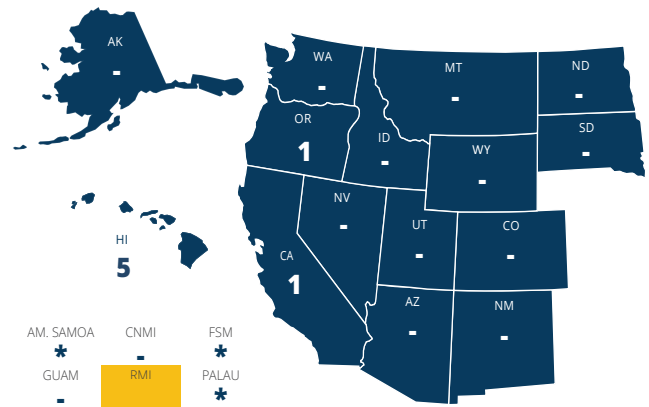 AK
-
WA
-
MT
-
ND
-
OR
1
ID
-
SD
-
WY
-
NV
-
HI
5
CA
1
UT
-
CO
-
AZ
-
NM
-
AM. SAMOA CNMI FSM
* - *
GUAM RMI PALAU
- *